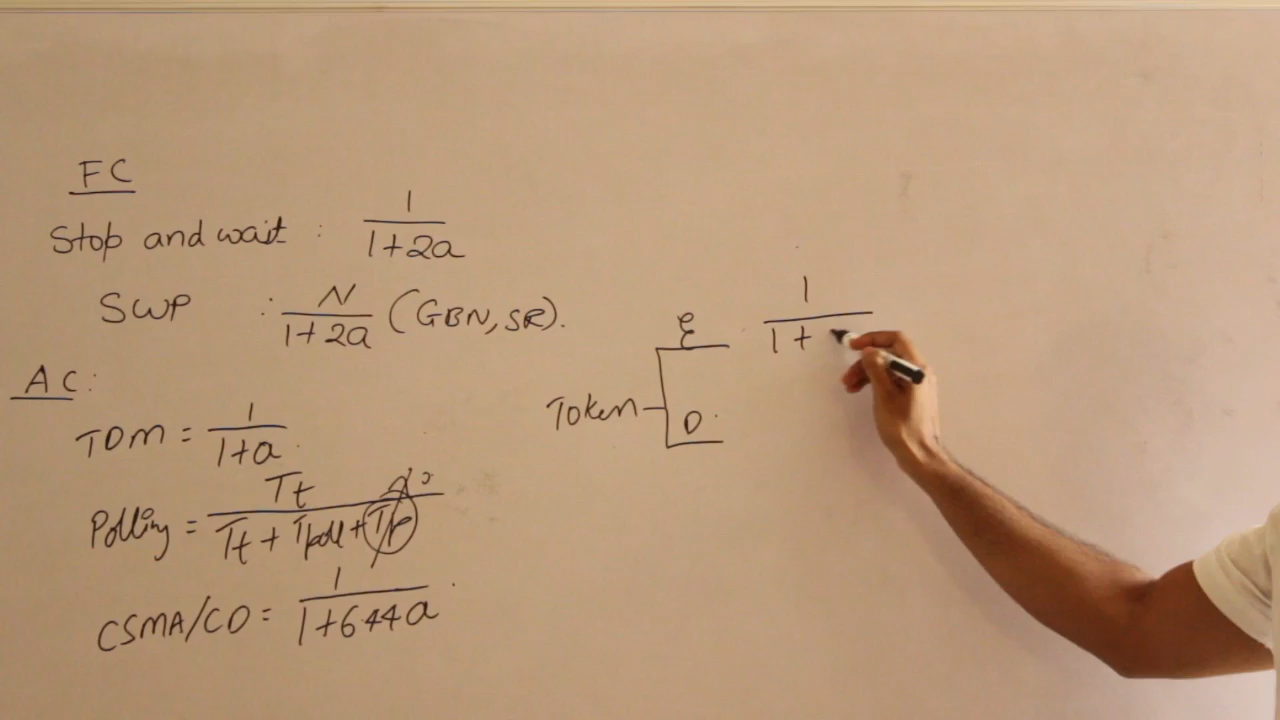 FC
Stop and wait : 1/(1+2a)
SWP : N/(1+2a) (GBN, SR).
AC:
TDM = 1/(1+a)
Polling = Tt/(Tt + Tpoll + Tp)
CSMA/CD = 1/(1+6.44a)
Token
E 1/(1+
D